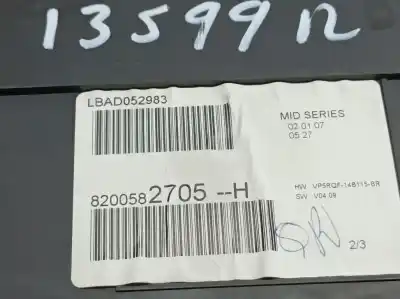 13599R
LBAD052983
MID SERIES
02.01.07
05.27
8200582705 --H
HW VP5RQF-14B115-BR
SW V04.09
2/3